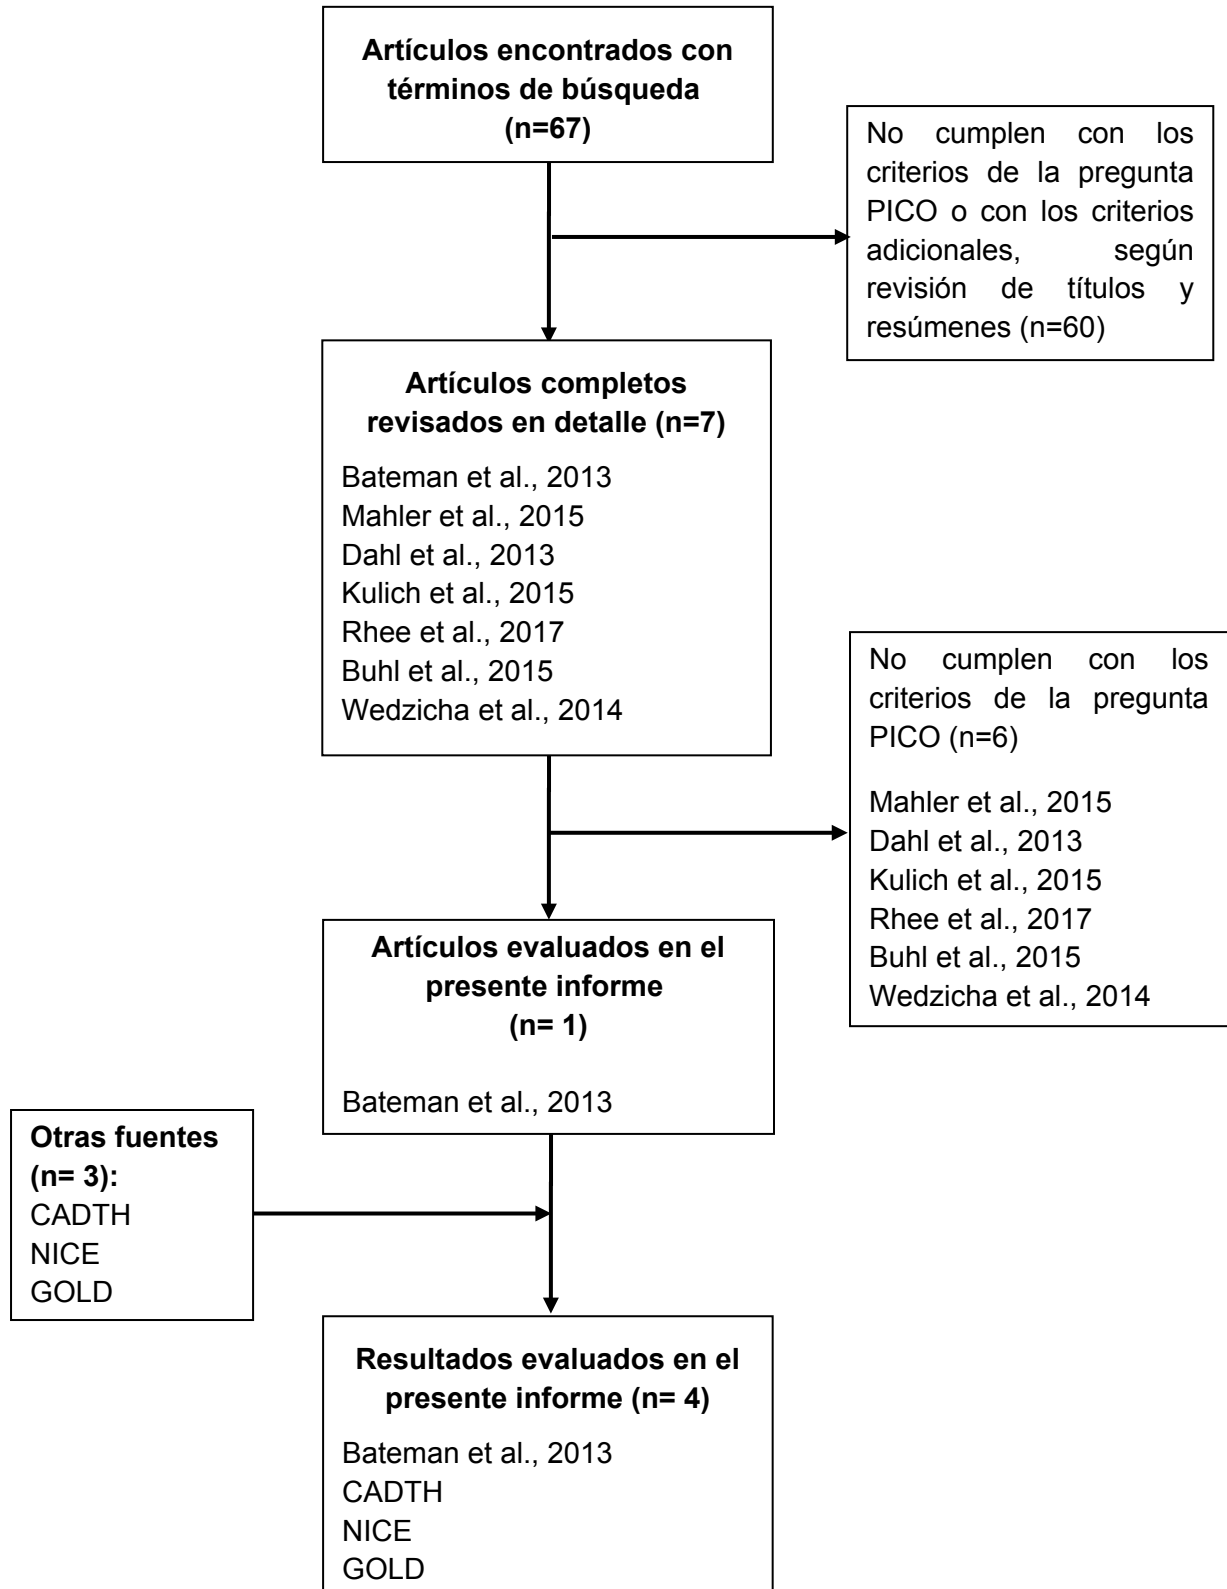 Artículos encontrados con
términos de búsqueda
(n=67)
No cumplen con los
criterios de la pregunta
PICO o con los criterios
adicionales, según
revisión de títulos y
resúmenes (n=60)
Artículos completos
revisados en detalle (n=7)
Bateman et al., 2013
Mahler et al., 2015
Dahl et al., 2013
Kulich et al., 2015
Rhee et al., 2017
Buhl et al., 2015
Wedzicha et al., 2014
No cumplen con los
criterios de la pregunta
PICO (n=6)
Mahler et al., 2015
Dahl et al., 2013
Kulich et al., 2015
Rhee et al., 2017
Buhl et al., 2015
Wedzicha et al., 2014
Artículos evaluados en el
presente informe
(n= 1)
Bateman et al., 2013
Otras fuentes
(n= 3):
CADTH
NICE
GOLD
Resultados evaluados en el
presente informe (n= 4)
Bateman et al., 2013
CADTH
NICE
GOLD